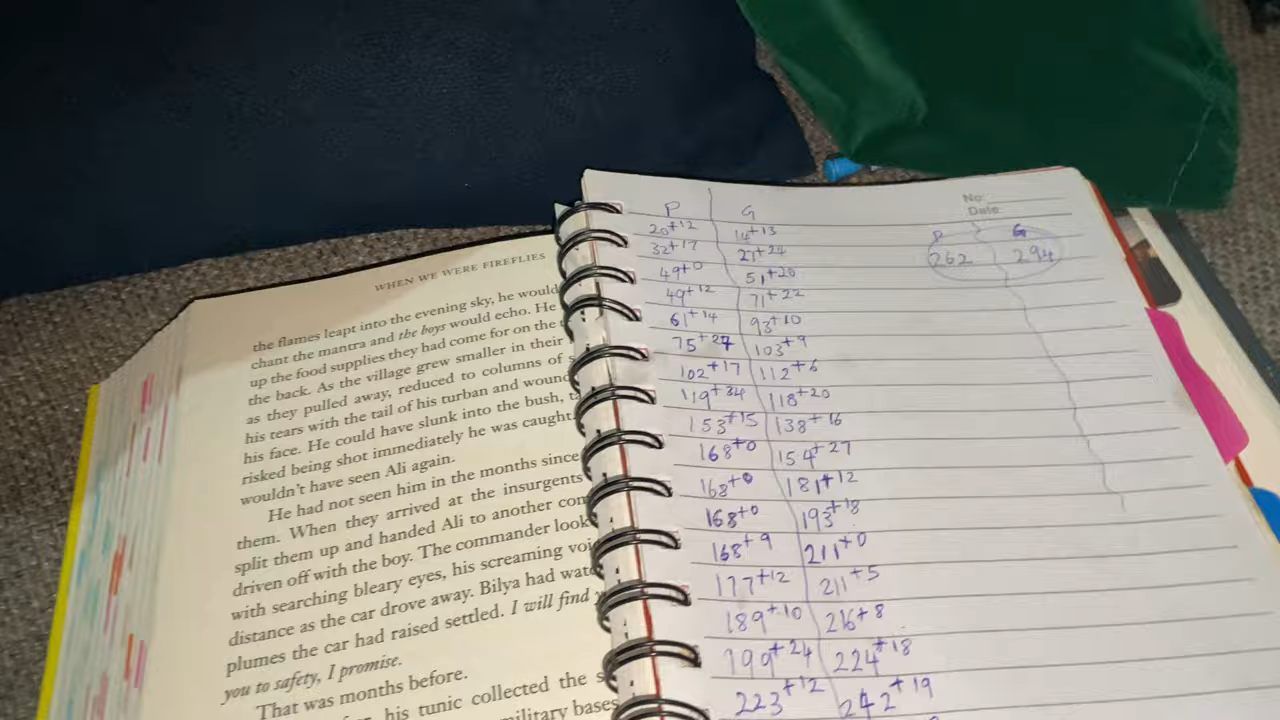 WHEN WE WERE FIREFLIES
the flames leapt into the evening sky, he would
chant the mantra and the boys would echo. He
up the food supplies they had come for on the
the back. As the village grew smaller in their
as they pulled away, reduced to columns of
his tears with the tail of his turban and wound
his face. He could have slunk into the bush,
risked being shot immediately he was caught.
wouldn't have seen Ali again.
He had not seen him in the months since
them. When they arrived at the insurgents
split them up and handed Ali to another
driven off with the boy. The commander look
with searching bleary eyes, his screaming
distance as the car drove away. Bilya had
plumes the car had raised settled. I will find
you to safety, I promise.
That was months before.
his tunic collected the
military bases
No
Date
P G
20+12 14+13
32+17 27+24
49+0 51+20
49+12 71+22
61+14 93+10
75+27 103+9
102+17 112+6
119+34 118+20
153+15 138+16
168+0 154+27
168+0 181+12
168+0 193+18
168+9 211+0
177+12 211+5
189+10 216+8
199+24 224+18
223+12 242+19
P G
262 294